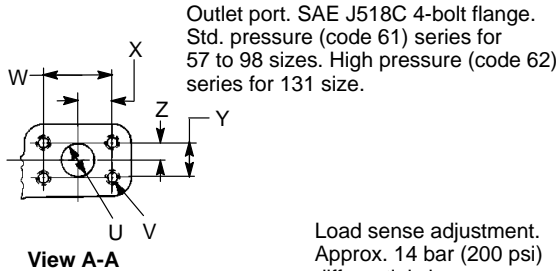 Outlet port. SAE J518C 4-bolt flange.
Std. pressure (code 61) series for
57 to 98 sizes. High pressure (code 62)
series for 131 size.
X
W
Z
Y
U
V
View A-A
Load sense adjustment.
Approx. 14 bar (200 psi)